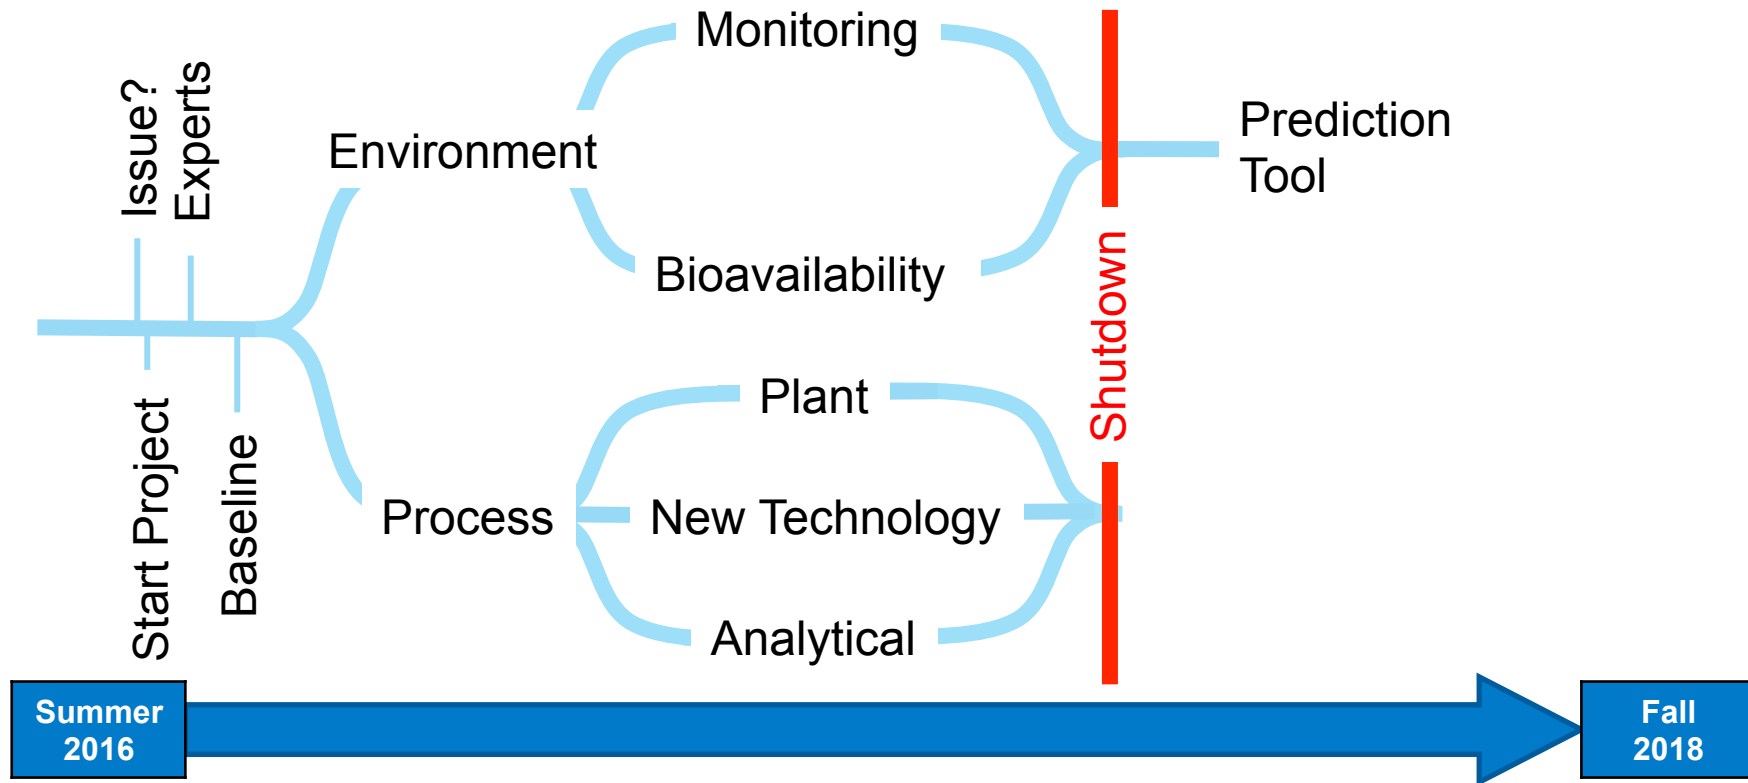 Issue?
Experts
Start Project
Baseline
Environment
Process
Monitoring
Bioavailability
Plant
New Technology
Analytical
Shutdown
Prediction
Tool
Summer
2016
Fall
2018